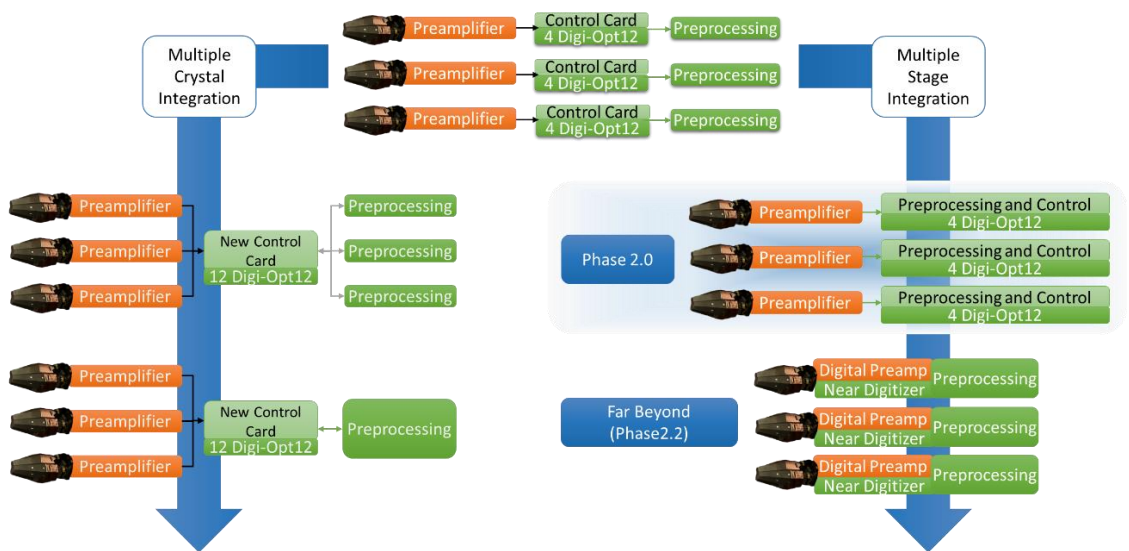 Multiple
Crystal
Integration
Preamplifier
Control Card
4 Digi-Opt12
Preprocessing
Preamplifier
Control Card
4 Digi-Opt12
Preprocessing
Preamplifier
Control Card
4 Digi-Opt12
Preprocessing
Multiple
Stage
Integration
Preamplifier
Preamplifier
Preamplifier
New Control
Card
12 Digi-Opt12
Preprocessing
Preprocessing
Preprocessing
Preamplifier
Preamplifier
Preamplifier
New Control
Card
12 Digi-Opt12
Preprocessing
Phase 2.0
Preamplifier
Preprocessing and Control
4 Digi-Opt12
Preamplifier
Preprocessing and Control
4 Digi-Opt12
Preamplifier
Preprocessing and Control
4 Digi-Opt12
Far Beyond
(Phase2.2)
Digital Preamp
Near Digitizer
Preprocessing
Digital Preamp
Near Digitizer
Preprocessing
Digital Preamp
Near Digitizer
Preprocessing